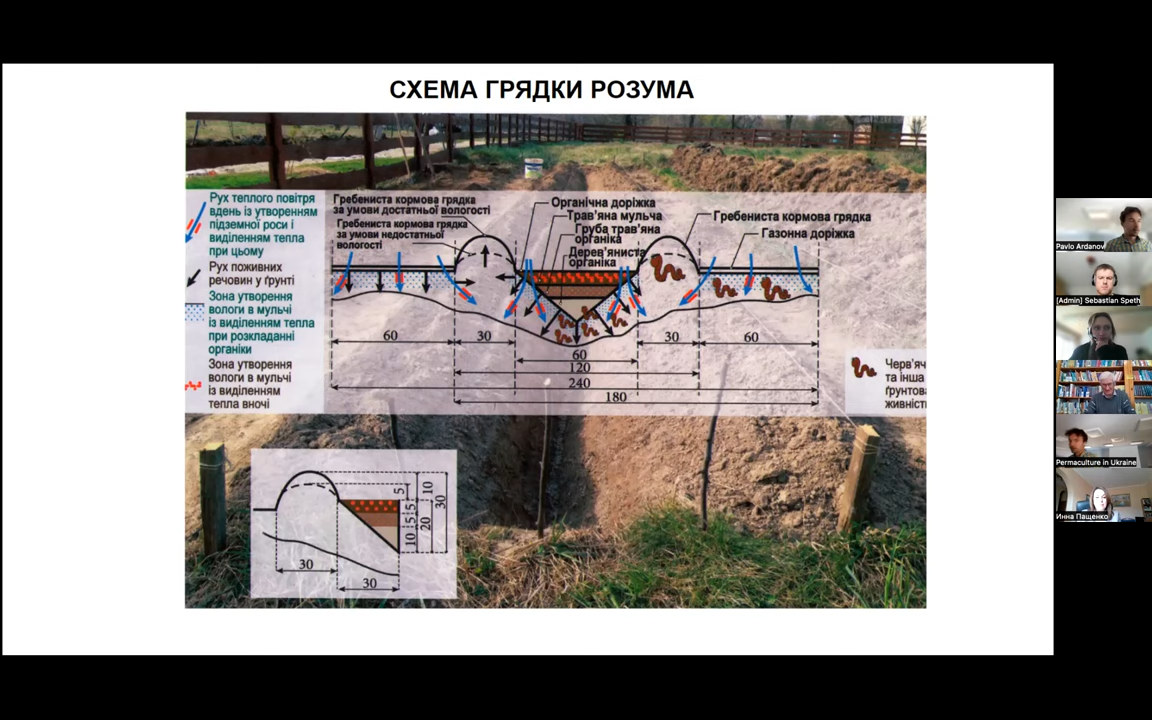 СХЕМА ГРЯДКИ РОЗУМА
Рух теплого повітря
вдень із утворенням
підземної роси і
виділенням тепла
при цьому
Рух поживних
речовин у ґрунті
Зона утворення
вологи в мульчі
із виділенням тепла
при розкладанні
органіки
Зона утворення
вологи в мульчі
із виділенням
тепла вночі
Гребениста кормова грядка
за умови достатньої вологості
Гребениста кормова грядка
за умови недостатньої
вологості
Органічна доріжка
Трав'яна мульча
Груба трав'яна
органіка
Дерев'яниста
органіка
Гребениста кормова грядка
Газонна доріжка
60
30
60
30
60
120
240
180
Черв'яч
та інша
ґрунтов
живніст
5
10
30
5
5
20
10
30
30
Pavlo Ardanov
[Admin] Sebastian Speth
Permaculture in Ukraine
Инна Пащенко